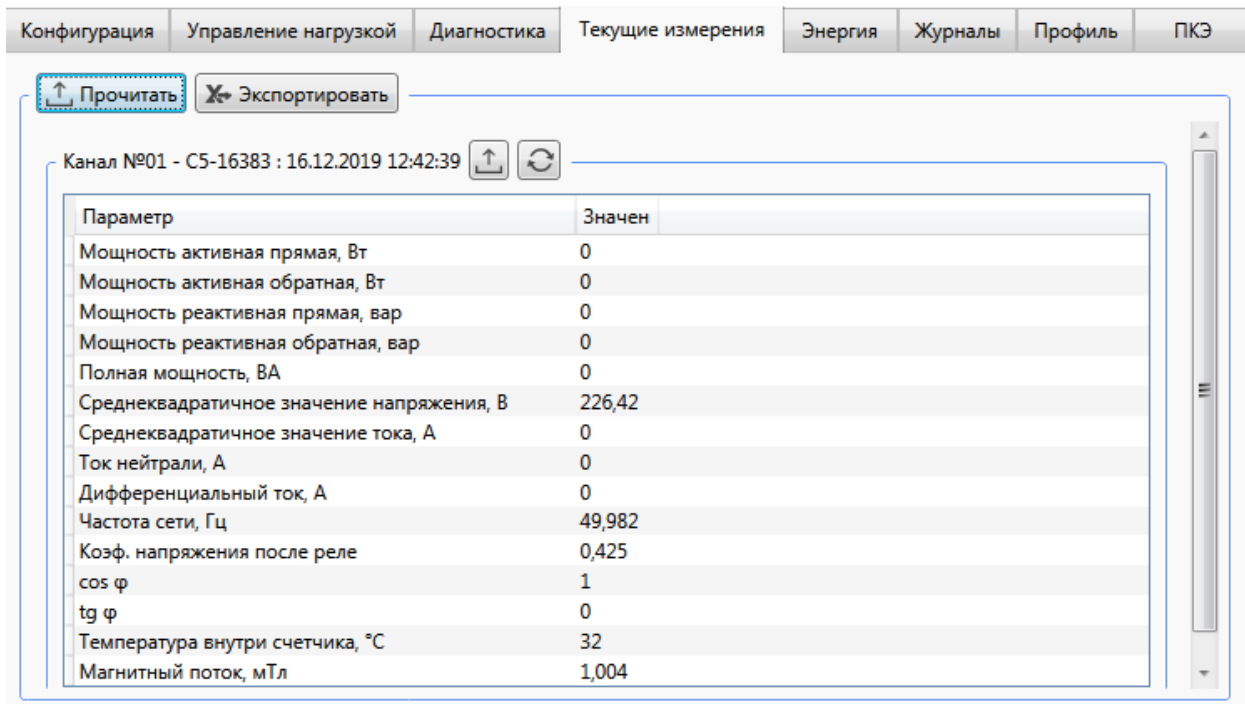 Конфигурация Управление нагрузкой Диагностика Текущие измерения Энергия Журналы Профиль ПКЭ
Прочитать Экспортировать
Канал №01 - C5-16383 : 16.12.2019 12:42:39
Параметр Значен
Мощность активная прямая, Вт 0
Мощность активная обратная, Вт 0
Мощность реактивная прямая, вар 0
Мощность реактивная обратная, вар 0
Полная мощность, ВА 0
Среднеквадратичное значение напряжения, В 226,42
Среднеквадратичное значение тока, А 0
Ток нейтрали, А 0
Дифференциальный ток, А 0
Частота сети, Гц 49,982
Коэф. напряжения после реле 0,425
cos φ 1
tg φ 0
Температура внутри счетчика, °С 32
Магнитный поток, мТл 1,004